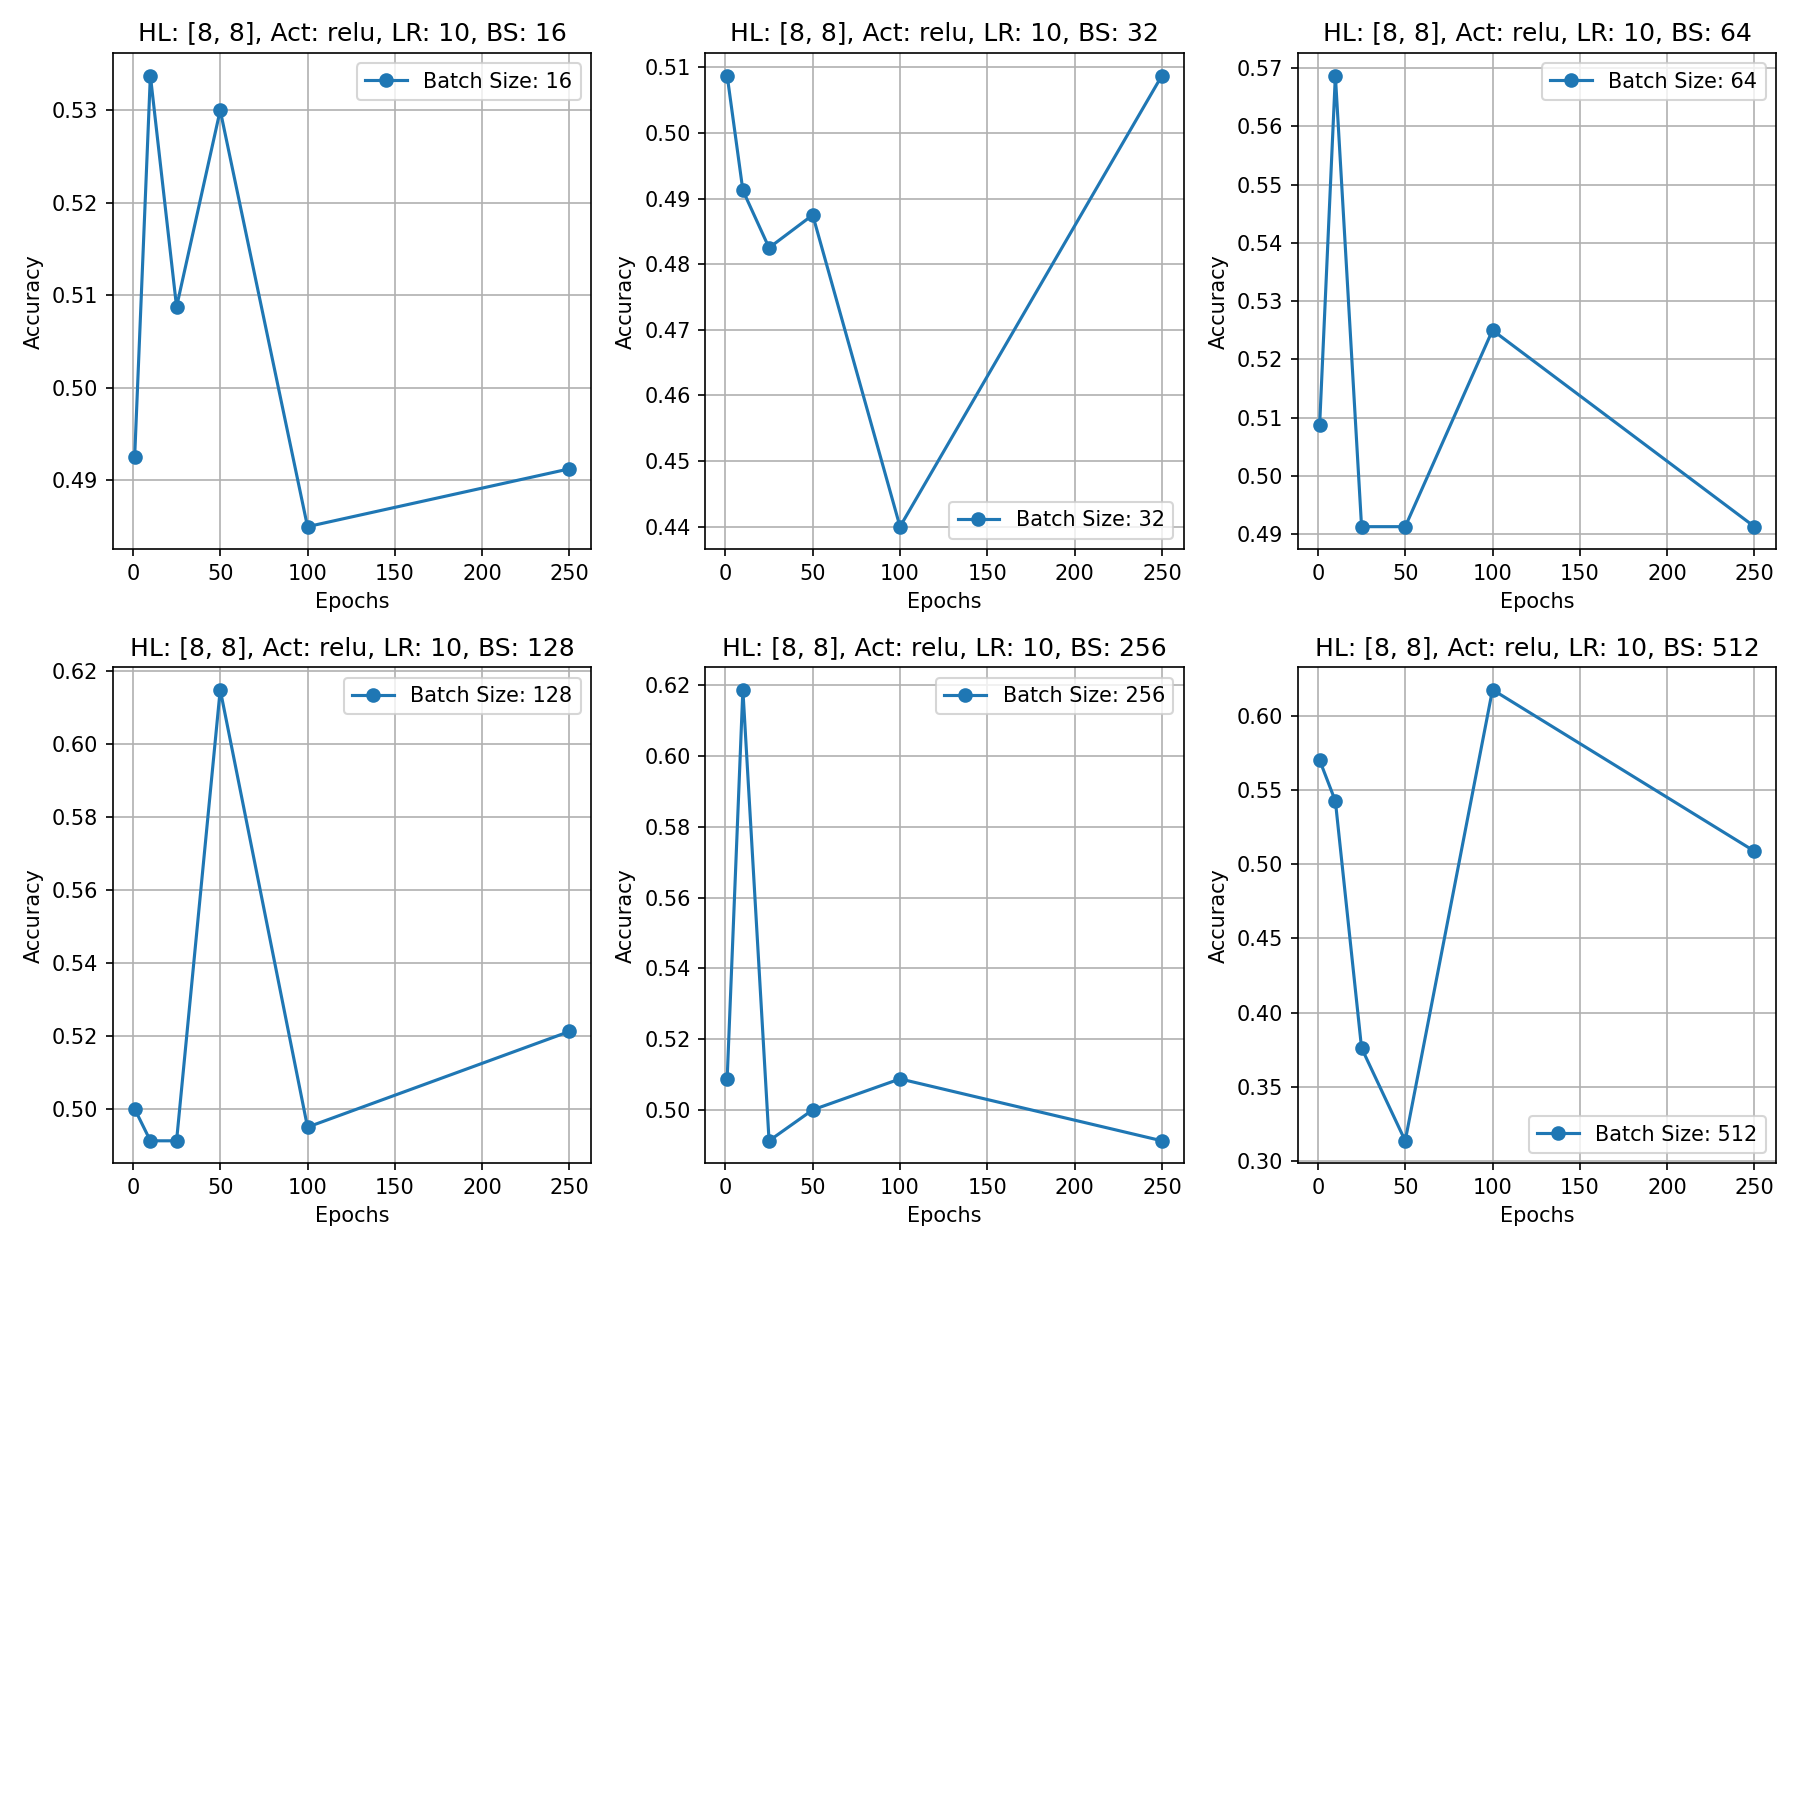 HL: [8, 8], Act: relu, LR: 10, BS: 16
Batch Size: 16
Accuracy
0.53
0.52
0.51
0.50
0.49
0 50 100 150 200 250
Epochs
HL: [8, 8], Act: relu, LR: 10, BS: 32
Batch Size: 32
Accuracy
0.51
0.50
0.49
0.48
0.47
0.46
0.45
0.44
0 50 100 150 200 250
Epochs
HL: [8, 8], Act: relu, LR: 10, BS: 64
Batch Size: 64
Accuracy
0.57
0.56
0.55
0.54
0.53
0.52
0.51
0.50
0.49
0 50 100 150 200 250
Epochs
HL: [8, 8], Act: relu, LR: 10, BS: 128
Batch Size: 128
Accuracy
0.62
0.60
0.58
0.56
0.54
0.52
0.50
0 50 100 150 200 250
Epochs
HL: [8, 8], Act: relu, LR: 10, BS: 256
Batch Size: 256
Accuracy
0.62
0.60
0.58
0.56
0.54
0.52
0.50
0 50 100 150 200 250
Epochs
HL: [8, 8], Act: relu, LR: 10, BS: 512
Batch Size: 512
Accuracy
0.60
0.55
0.50
0.45
0.40
0.35
0.30
0 50 100 150 200 250
Epochs